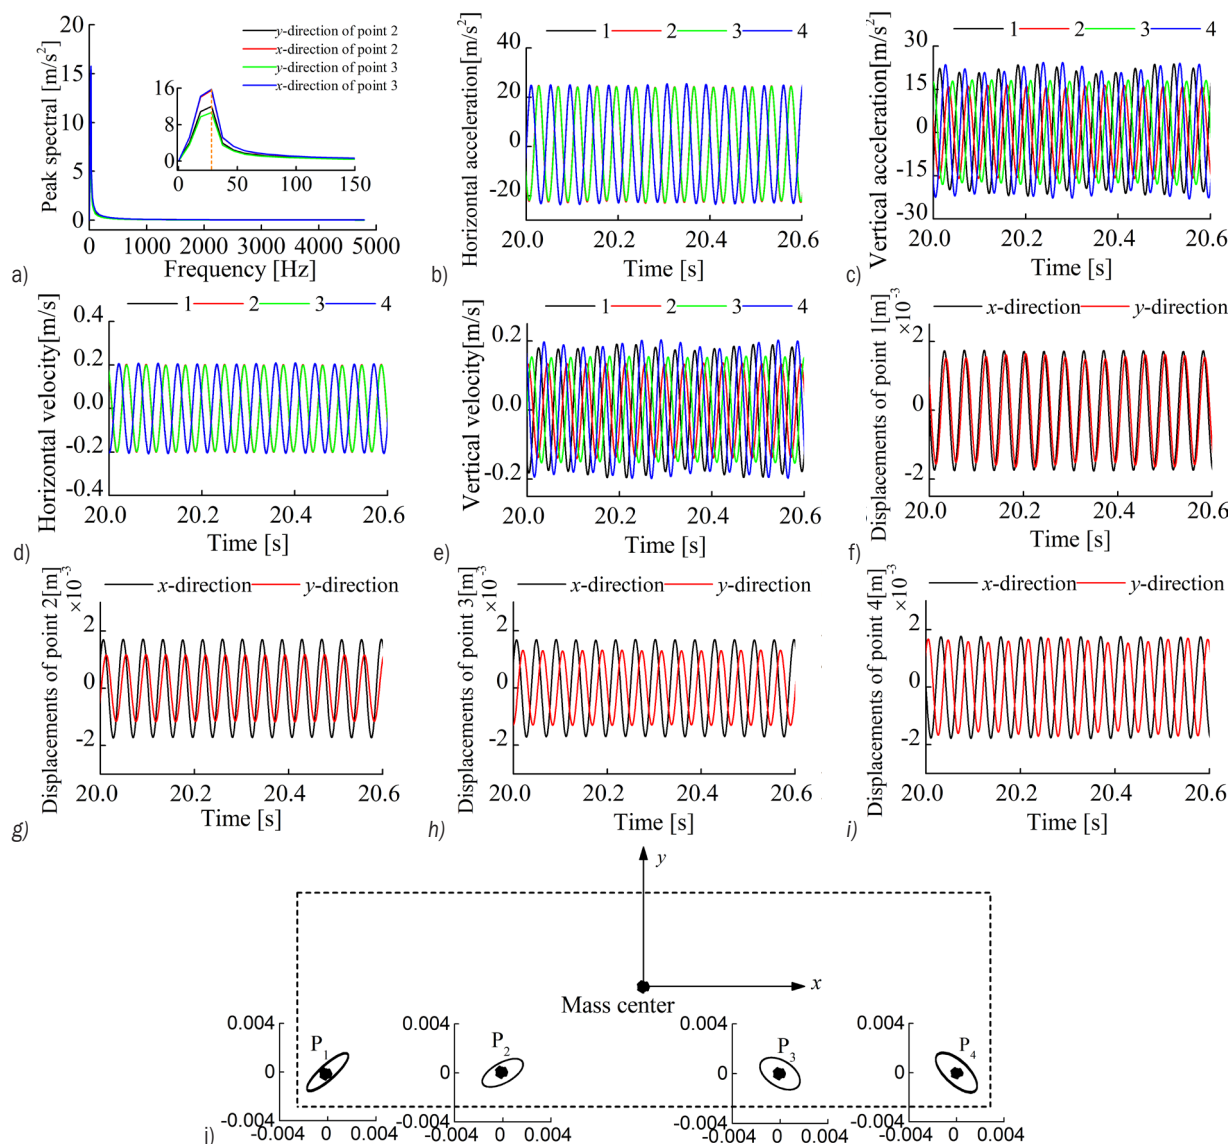 Peak spectral [m/s²]
20
15
10
5
0
y-direction of point 2
x-direction of point 2
y-direction of point 3
x-direction of point 3
16
8
0
0 50 100 150
0 1000 2000 3000 4000 5000
Frequency [Hz]
a)
1 2 3 4
Horizontal acceleration[m/s²]
40
20
0
-20
20.0 20.2 20.4 20.6
Time [s]
b)
1 2 3 4
Vertical acceleration[m/s²]
30
15
0
-15
-30
20.0 20.2 20.4 20.6
Time [s]
c)
1 2 3 4
Horizontal velocity[m/s]
0.4
0.2
0.0
-0.2
-0.4
20.0 20.2 20.4 20.6
Time [s]
d)
1 2 3 4
Vertical velocity[m/s]
0.2
0.0
-0.2
20.0 20.2 20.4 20.6
Time [s]
e)
x-direction y-direction
Displacements of point 1[m]
×10⁻³
2
0
-2
20.0 20.2 20.4 20.6
Time [s]
f)
x-direction y-direction
Displacements of point 2[m]
×10⁻³
2
0
-2
20.0 20.2 20.4 20.6
Time [s]
g)
x-direction y-direction
Displacements of point 3[m]
×10⁻³
2
0
-2
20.0 20.2 20.4 20.6
Time [s]
h)
x-direction y-direction
Displacements of point 4[m]
×10⁻³
2
0
-2
20.0 20.2 20.4 20.6
Time [s]
i)
y
x
Mass center
0.004
0
-0.004
P₁
-0.004 0 0.004
0.004
0
-0.004
P₂
-0.004 0 0.004
0.004
0
-0.004
P₃
-0.004 0 0.004
0.004
0
-0.004
P₄
-0.004 0 0.004
j)